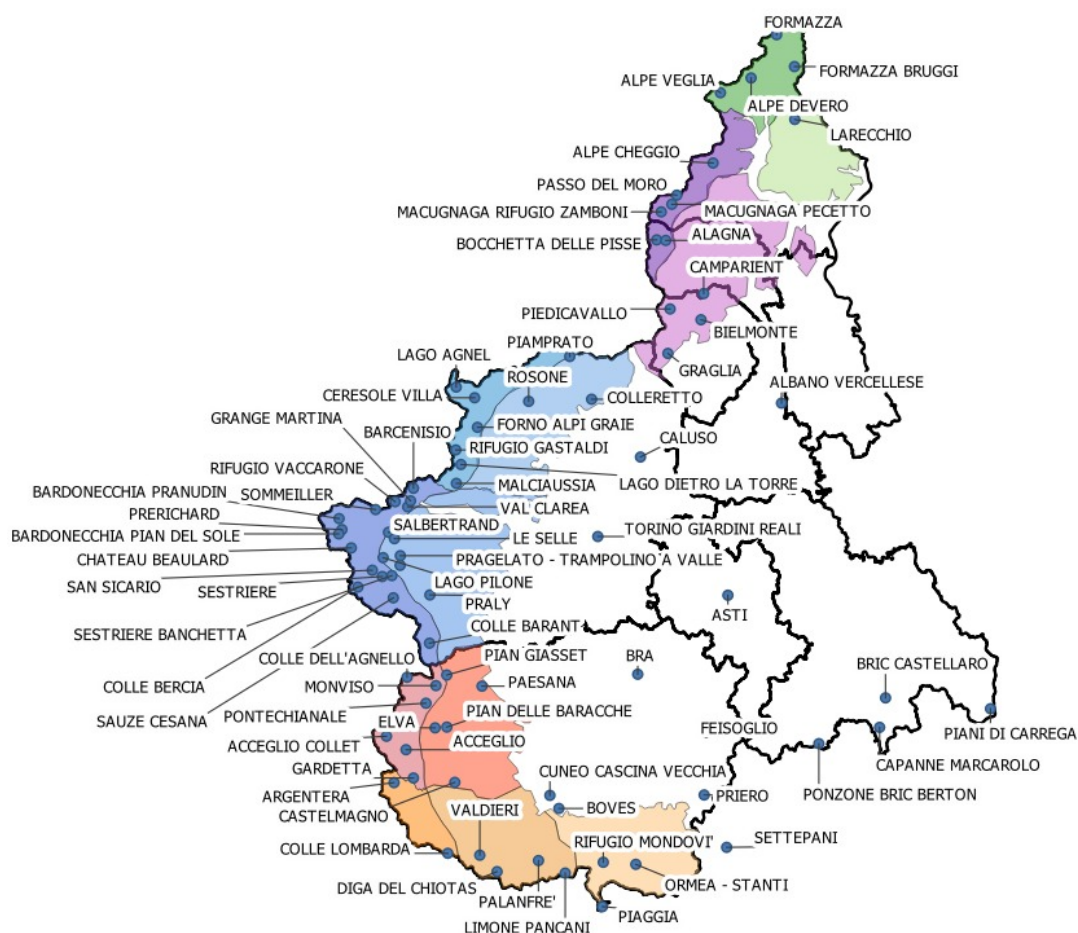 FORMAZZA
FORMAZZA BRUGGI
ALPE VEGLIA
ALPE DEVERO
LARECCHIO
ALPE CHEGGIO
PASSO DEL MORO
MACUGNAGA RIFUGIO ZAMBONI
MACUGNAGA PECETTO
BOCCHETTA DELLE PISSE
ALAGNA
CAMPARIENT
PIEDICAVALLO
BIELMONTE
PIAMPRATO
LAGO AGNEL
ROSONE
GRAGLIA
CERESOLE VILLA
COLLERETTO
ALBANO VERCELLESE
GRANGE MARTINA
FORNO ALPI GRAIE
BARCENISIO
RIFUGIO GASTALDI
CALUSO
RIFUGIO VACCARONE
MALCIAUSSIA
LAGO DIETRO LA TORRE
BARDONECCHIA PRANUDIN
SOMMEILLER
VAL CLAREA
PRERICHARD
SALBERTRAND
BARDONECCHIA PIAN DEL SOLE
LE SELLE
TORINO GIARDINI REALI
CHATEAU BEAULARD
PRAGELATO - TRAMPOLINO A VALLE
SAN SICARIO
LAGO PILONE
SESTRIERE
PRALY
ASTI
SESTRIERE BANCHETTA
COLLE BARANT
COLLE DELL'AGNELLO
PIAN GIASSET
BRA
BRIC CASTELLARO
COLLE BERCIA
MONVISO
PAESANA
SAUZE CESANA
PONTECHIANALE
PIAN DELLE BARACCHE
ELVA
FEISOGLIO
PIANI DI CARREGA
ACCEGLIO COLLET
ACCEGLIO
CAPANNE MARCAROLO
GARDETTA
CUNEO CASCINA VECCHIA
ARGENTERA
PRIERO
PONZONE BRIC BERTON
CASTELMAGNO
VALDIERI
BOVES
COLLE LOMBARDA
RIFUGIO MONDOVI'
SETTEPANI
DIGA DEL CHIOTAS
ORMEA - STANTI
PALANFRE'
PIAGGIA
LIMONE PANCANI